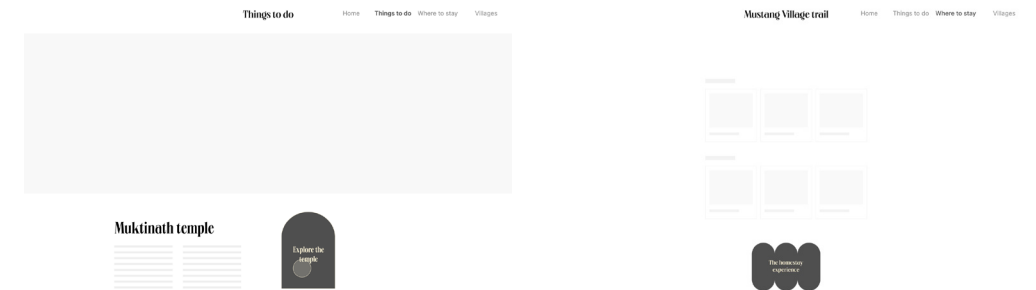 Things to do
Home Things to do Where to stay Villages
Muktinath temple
Explore the
temple
Mustang Village trail
Home Things to do Where to stay Villages
The homestay
experience